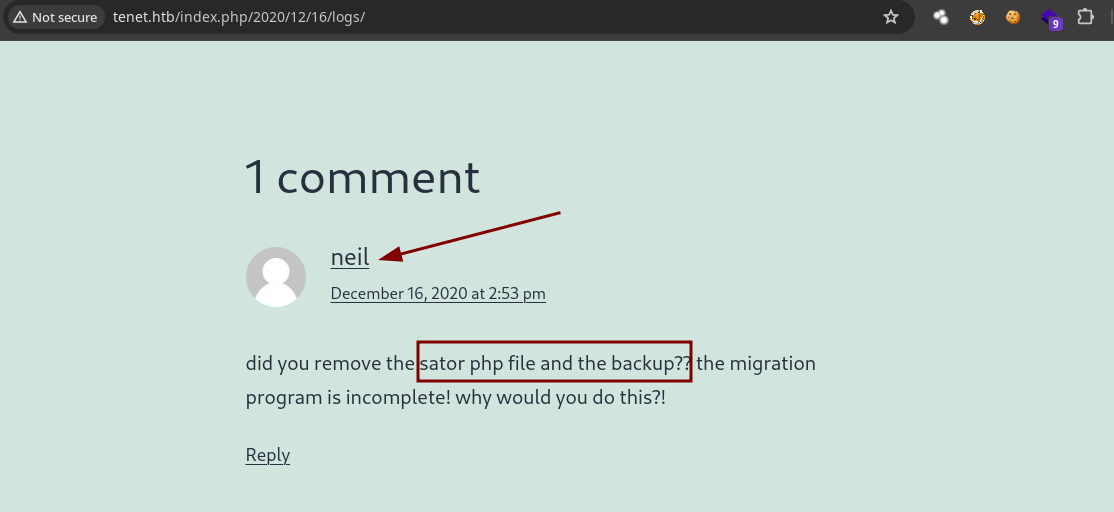 Not secure tenet.htb/index.php/2020/12/16/logs/
9
1 comment
neil
December 16, 2020 at 2:53 pm
did you remove the sator php file and the backup?? the migration
program is incomplete! why would you do this?!
Reply